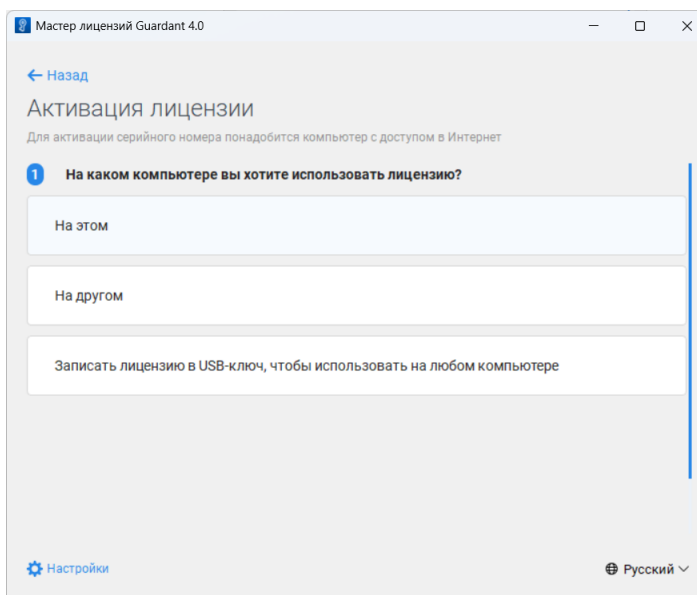 Мастер лицензий Guardant 4.0
Назад
Активация лицензии
Для активации серийного номера понадобится компьютер с доступом в Интернет
1 На каком компьютере вы хотите использовать лицензию?
На этом
На другом
Записать лицензию в USB-ключ, чтобы использовать на любом компьютере
Настройки Русский